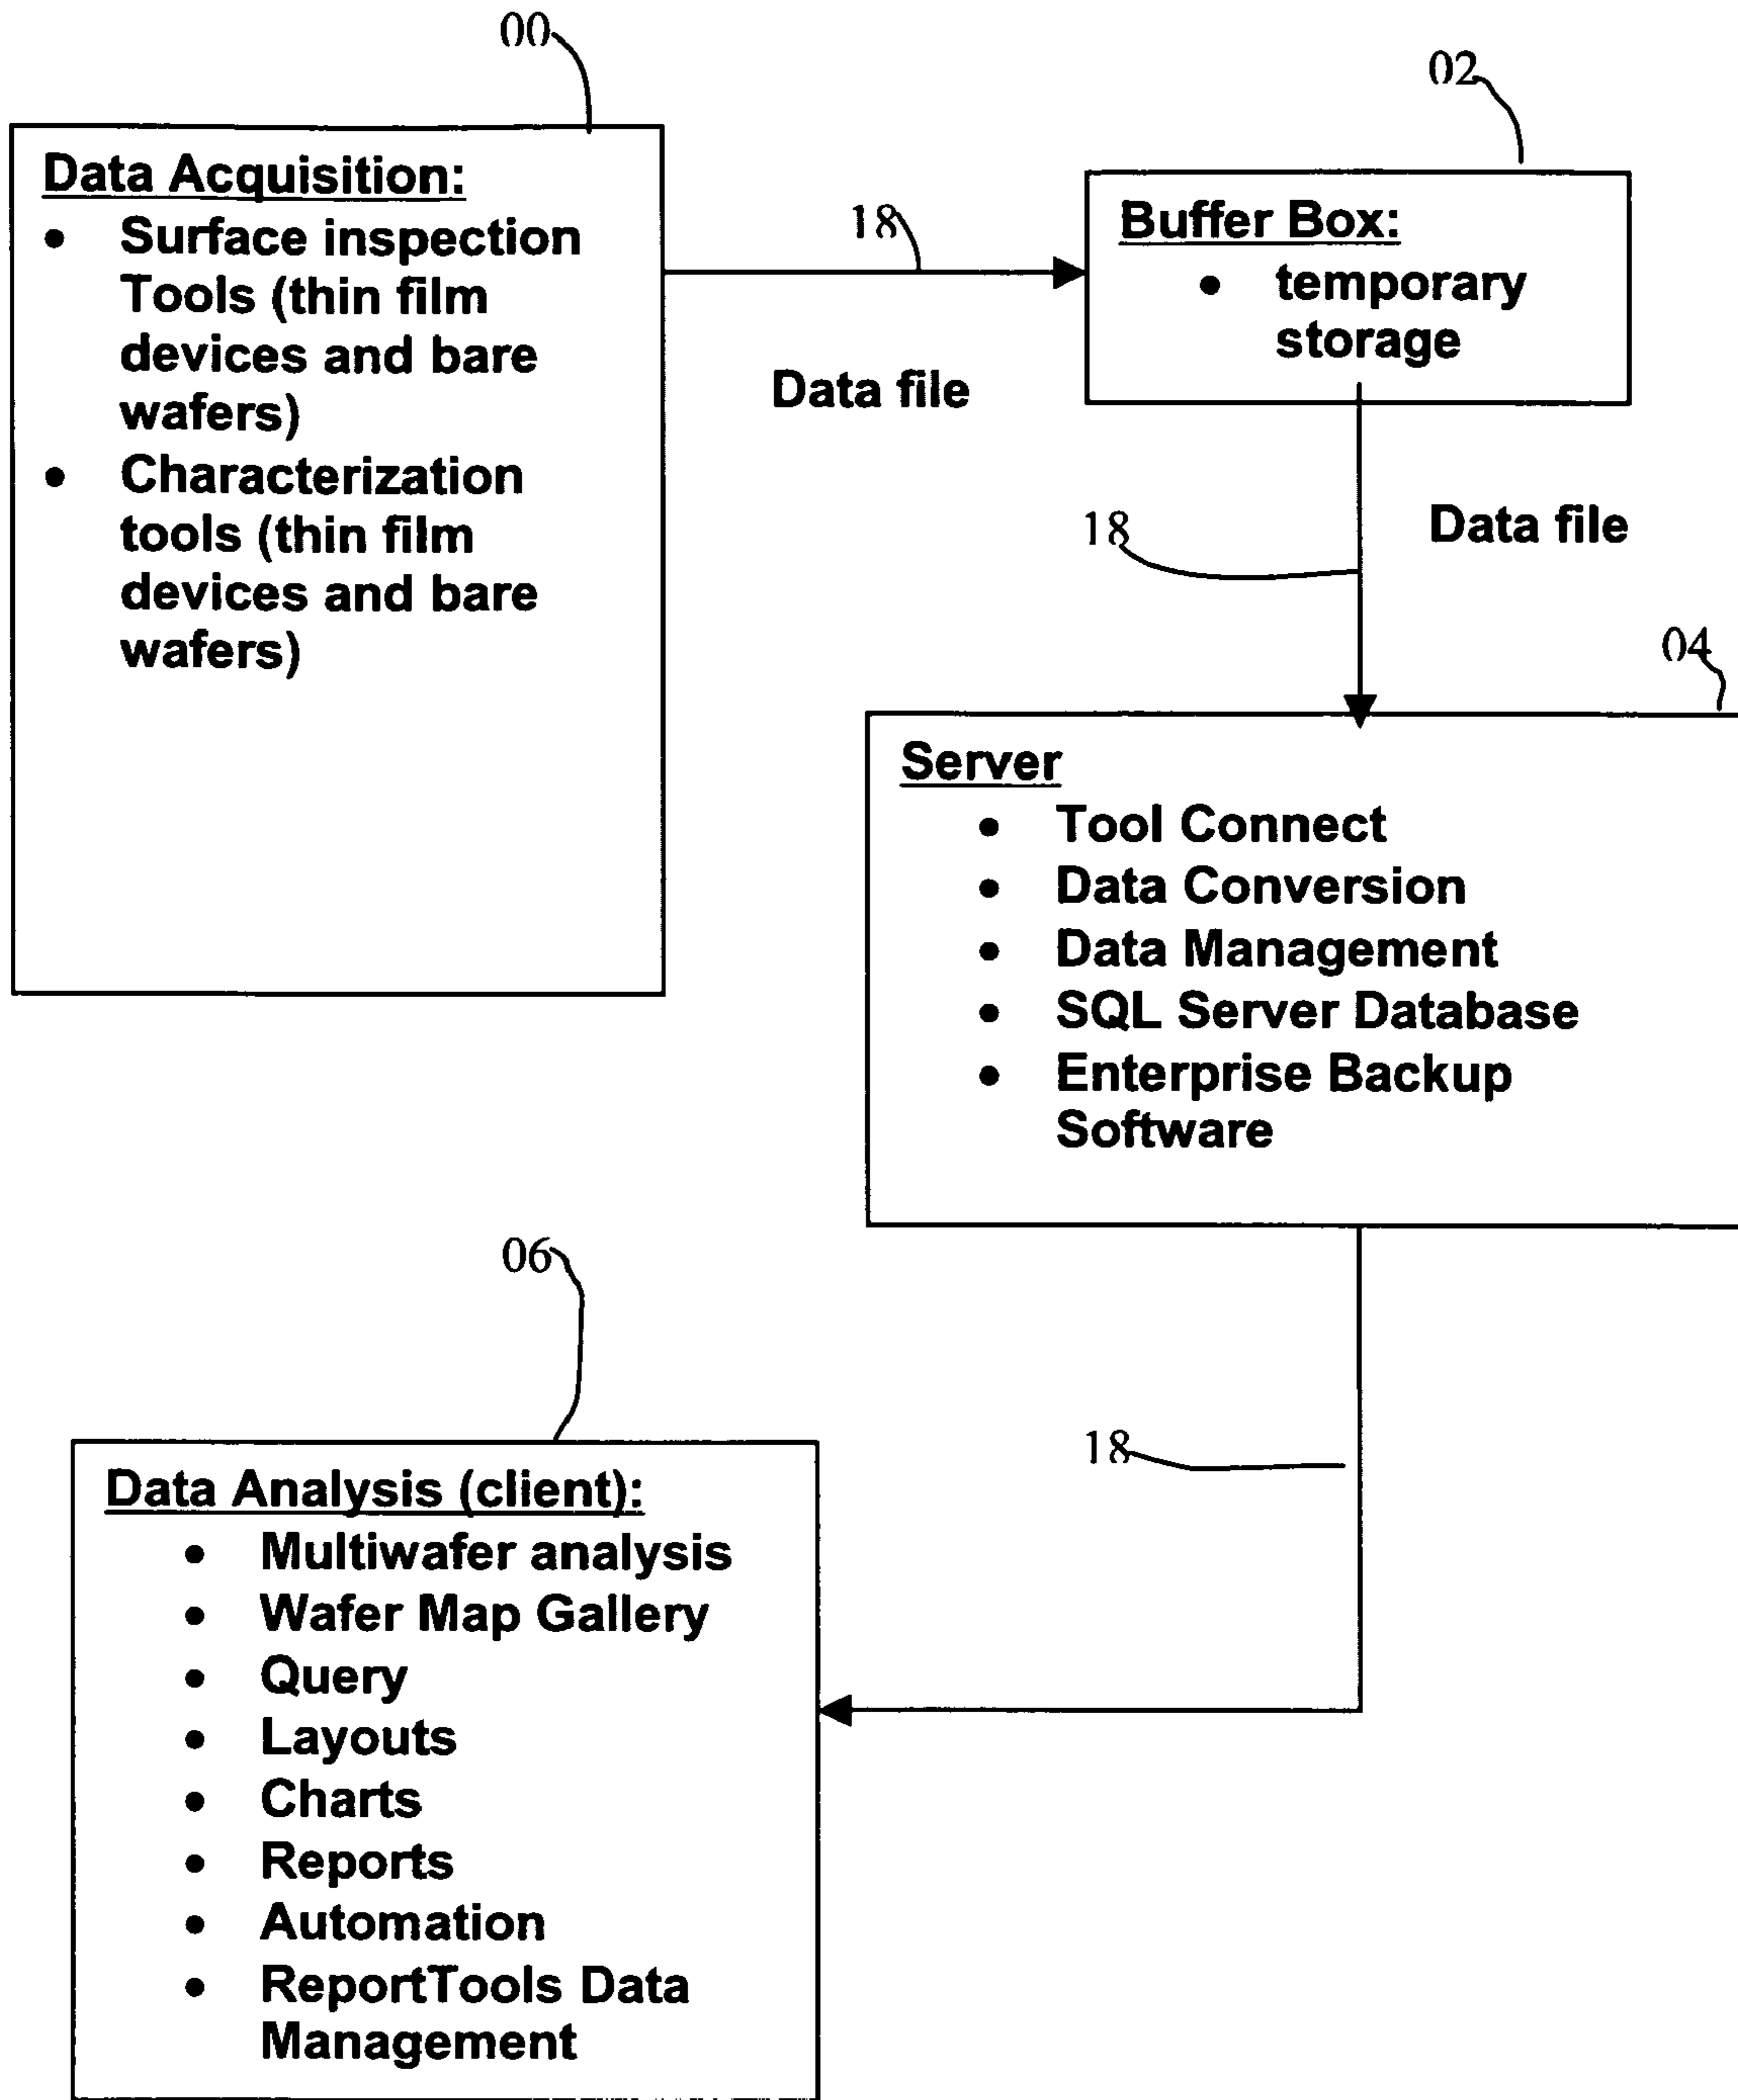 00
Data Acquisition:
• Surface inspection
Tools (thin film
devices and bare
wafers)
• Characterization
tools (thin film
devices and bare
wafers)
18
Data file
02
Buffer Box:
• temporary
storage
18
Data file
04
Server
• Tool Connect
• Data Conversion
• Data Management
• SQL Server Database
• Enterprise Backup
Software
18
06
Data Analysis (client):
• Multiwafer analysis
• Wafer Map Gallery
• Query
• Layouts
• Charts
• Reports
• Automation
• ReportTools Data
Management